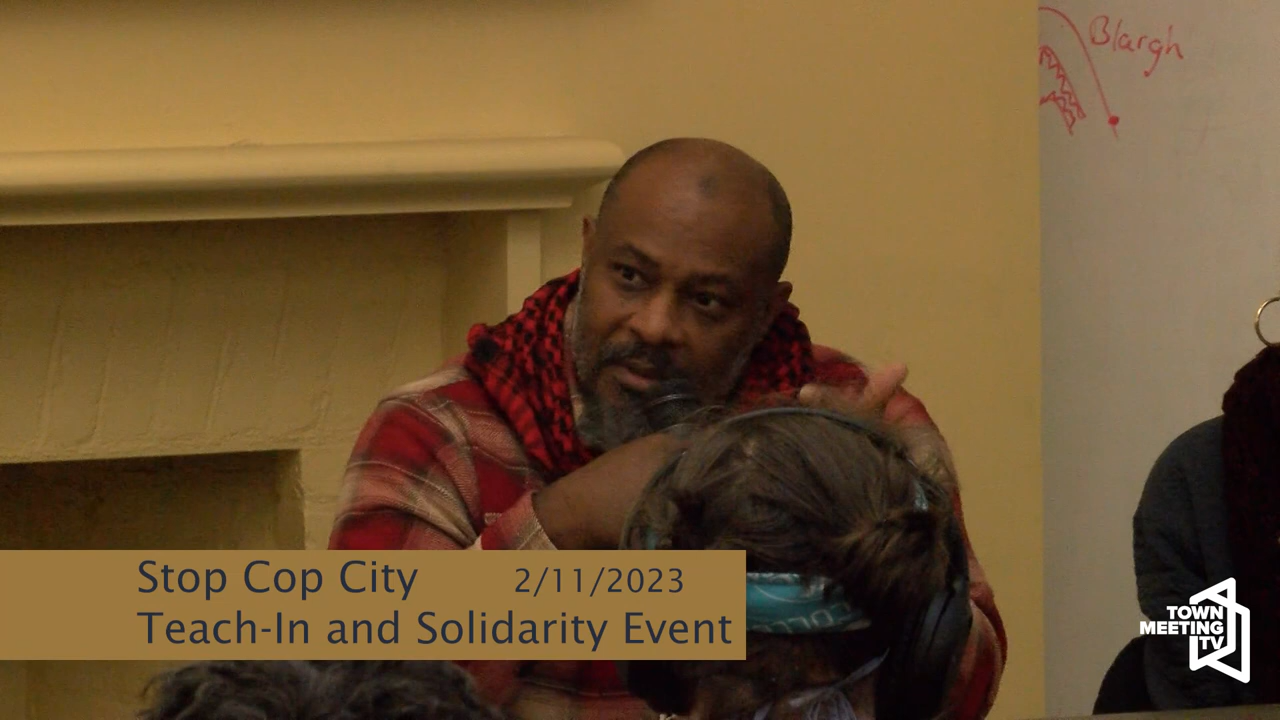 Blargh
Stop Cop City 2/11/2023
Teach-In and Solidarity Event
TOWN
MEETING
TV